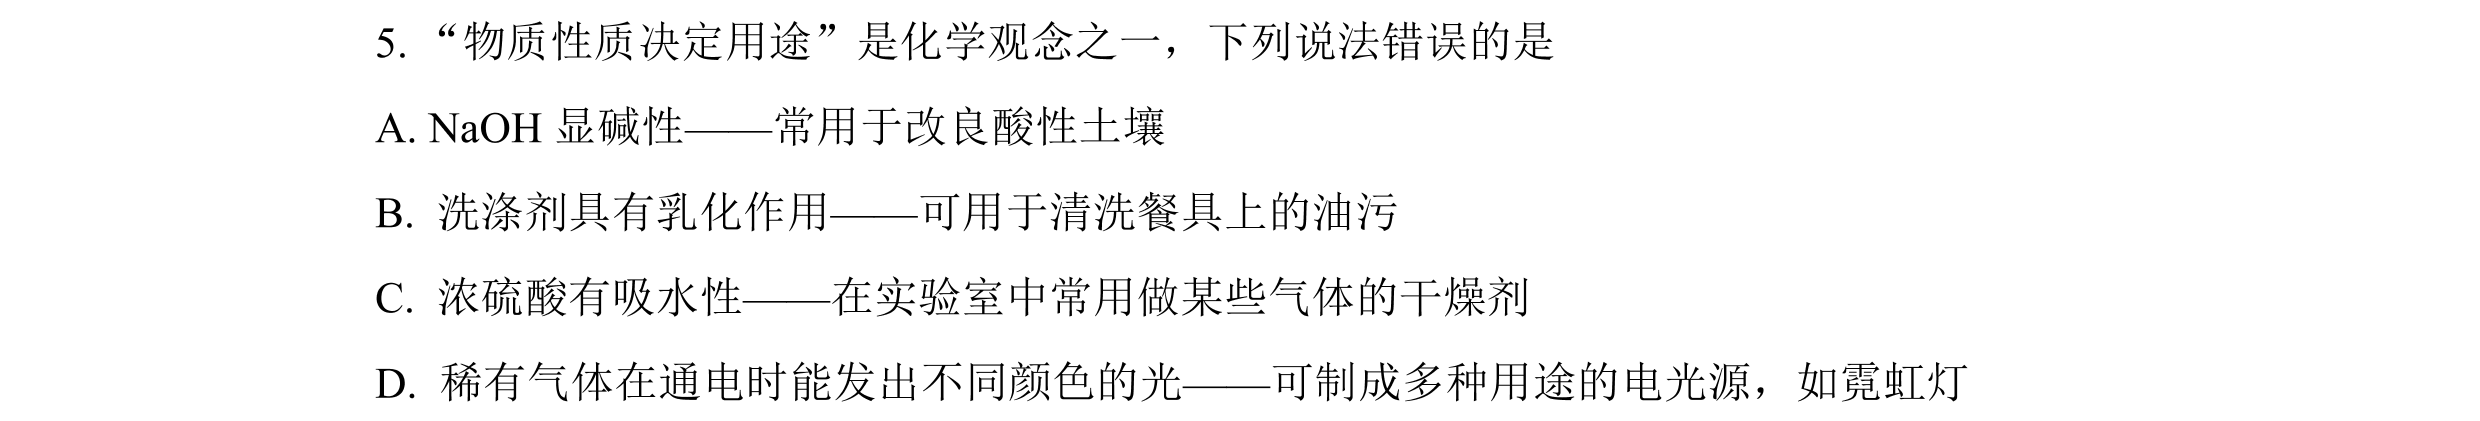 5. “物质性质决定用途”是化学观念之一，下列说法错误的是
A. NaOH 显碱性——常用于改良酸性土壤
B. 洗涤剂具有乳化作用——可用于清洗餐具上的油污
C. 浓硫酸有吸水性——在实验室中常用做某些气体的干燥剂
D. 稀有气体在通电时能发出不同颜色的光——可制成多种用途的电光源，如霓虹灯